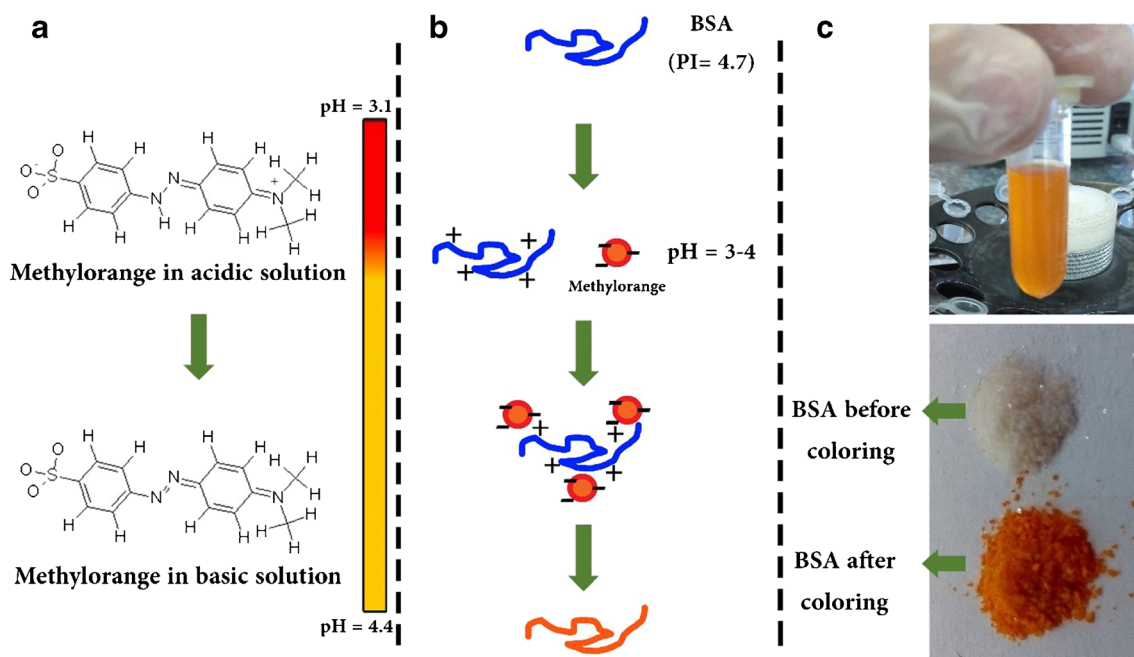 a
pH = 3.1
H
H
O
O
-
S
O
N
N
H
H
H
H
H
H
+
N
H
H
H
H
H
H
H
Methylorange in acidic solution
H
H
O
O
S
O
N
N
H
H
H
H
H
H
N
H
H
H
H
H
H
Methylorange in basic solution
pH = 4.4
b
BSA
(PI= 4.7)
+
+
+
+
-
-
-
pH = 3-4
Methylorange
-
-
-
-
+
+
+
+
-
-
c
BSA before
coloring
BSA after
coloring